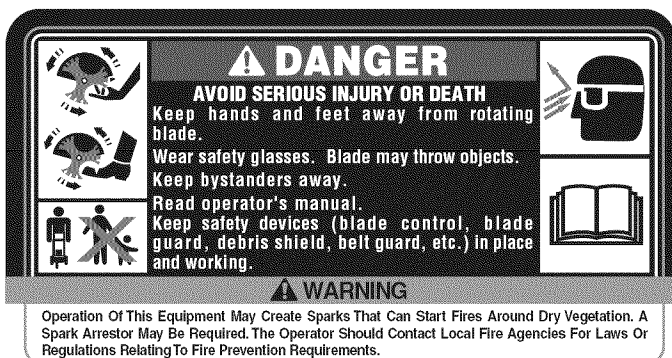 DANGER
AVOID SERIOUS INJURY OR DEATH
Keep hands and feet away from rotating
blade.
Wear safety glasses. Blade may throw objects.
Keep bystanders away.
Read operator's manual.
Keep safety devices (blade control, blade
guard, debris shield, belt guard, etc.) in place
and working.
WARNING
Operation Of This Equipment May Create Sparks That Can Start Fires Around Dry Vegetation. A
Spark Arrestor May Be Required. The Operator Should Contact Local Fire Agencies For Laws Or
Regulations Relating To Fire Prevention Requirements.